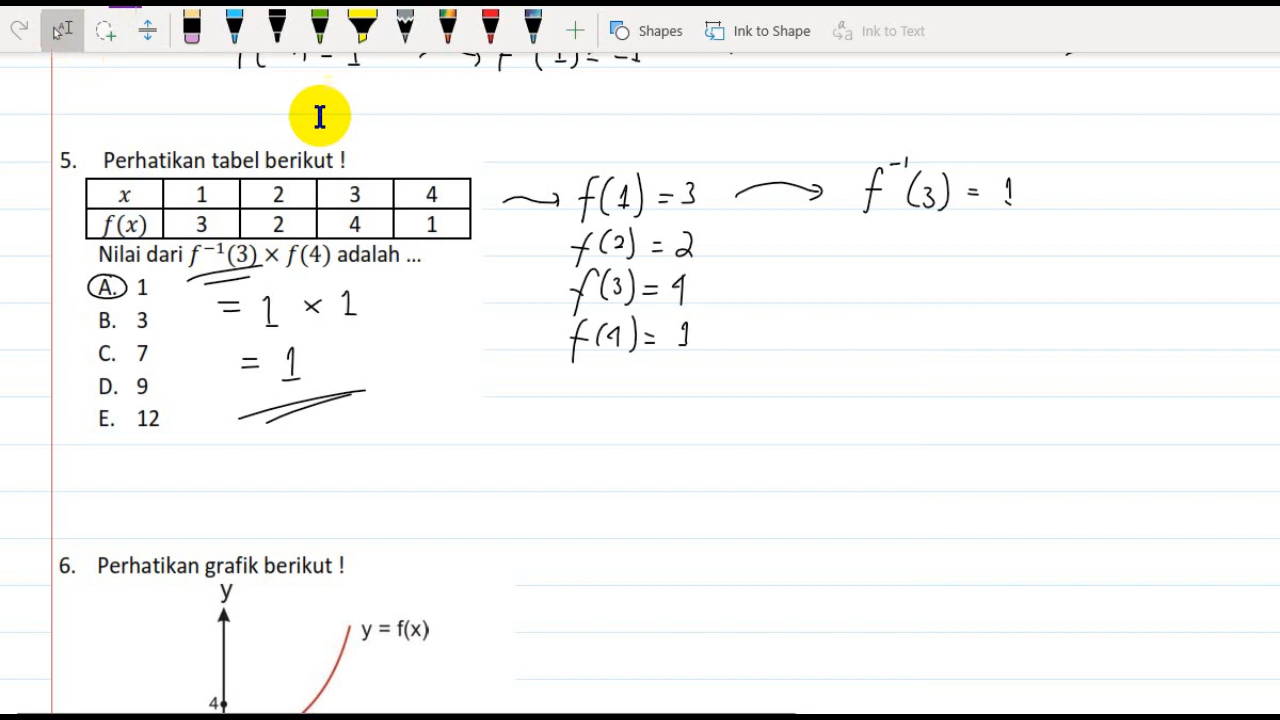 Shapes Ink to Shape Ink to Text
5. Perhatikan tabel berikut !
x 1 2 3 4
f(x) 3 2 4 1
Nilai dari f⁻¹(3) × f(4) adalah ...
A. 1
B. 3
C. 7
D. 9
E. 12
= 1 × 1
= 1
f(1) = 3
f⁻¹(3) = 1
f(2) = 2
f(3) = 4
f(4) = 1
6. Perhatikan grafik berikut !
y
y = f(x)
4